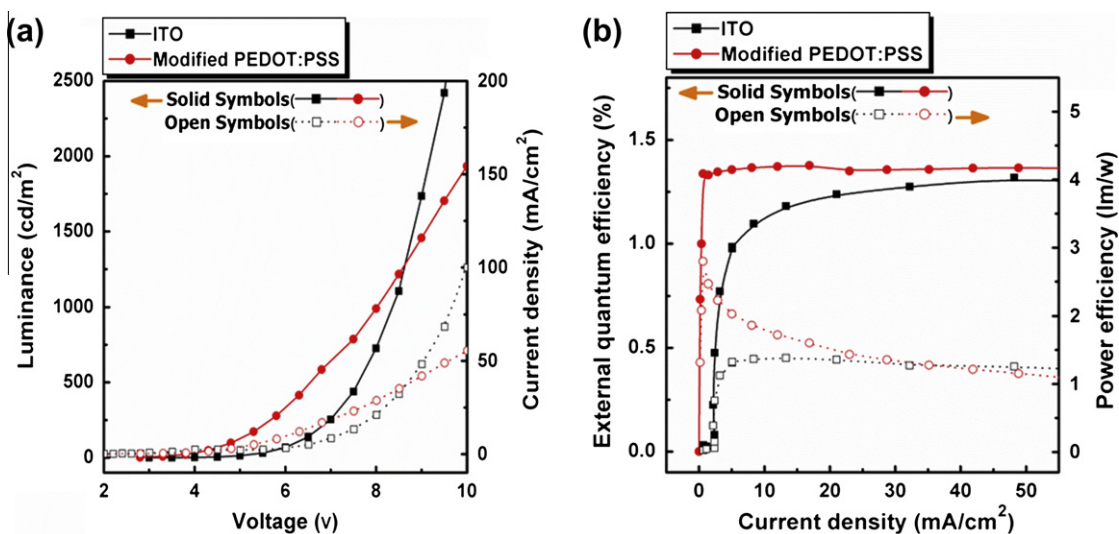 (a)
ITO
Modified PEDOT:PSS
Solid Symbols( )
Open Symbols( )
Luminance (cd/m²)
2500
2000
1500
1000
500
0
Current density (mA/cm²)
200
150
100
50
0
2 4 6 8 10
Voltage (v)
(b)
ITO
Modified PEDOT:PSS
Solid Symbols( )
Open Symbols( )
External quantum efficiency (%)
1.5
1.0
0.5
0.0
Power efficiency (lm/w)
5
4
3
2
1
0
0 10 20 30 40 50
Current density (mA/cm²)